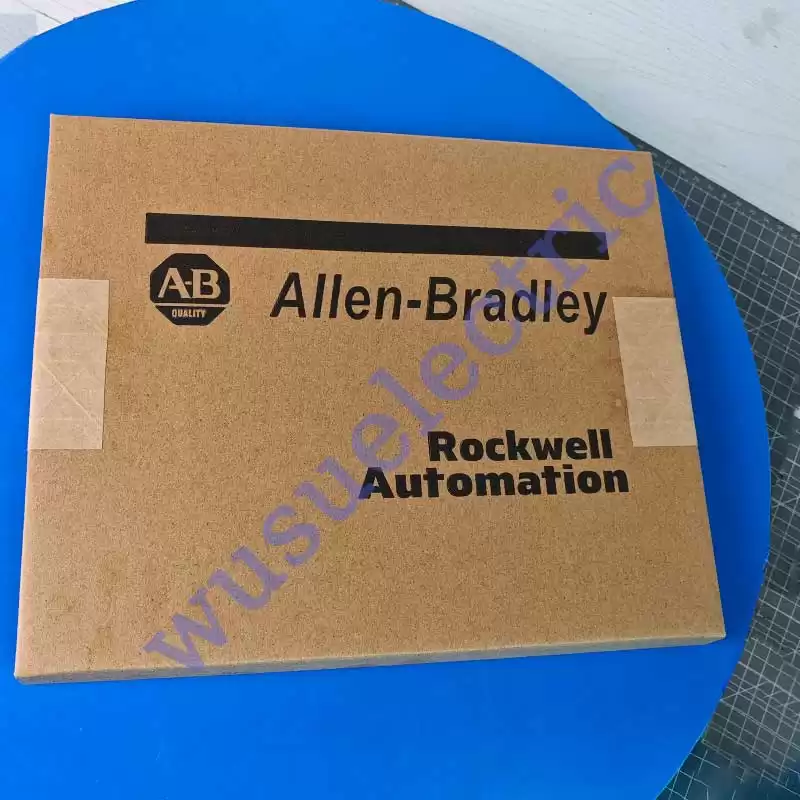 A-B
QUALITY
Allen-Bradley
Rockwell
Automation
wusuelectric